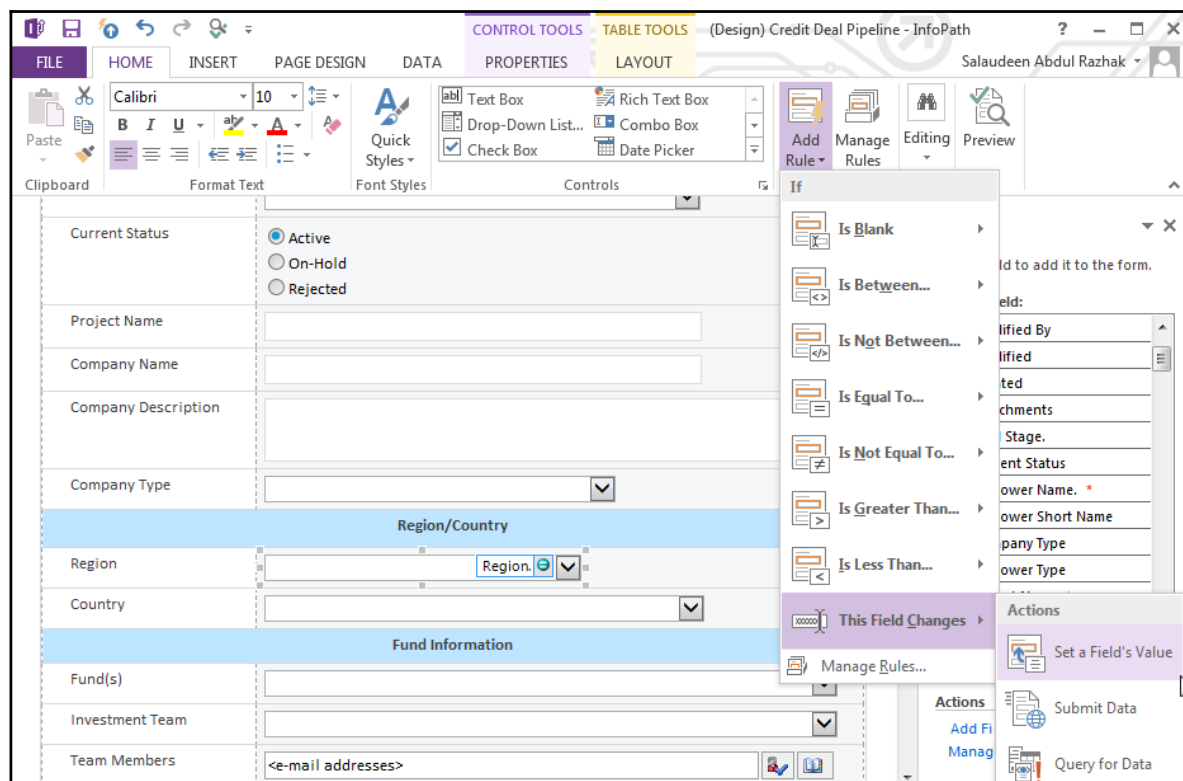 CONTROL TOOLS TABLE TOOLS (Design) Credit Deal Pipeline - InfoPath ?
FILE HOME INSERT PAGE DESIGN DATA PROPERTIES LAYOUT Salaudeen Abdul Razhak
Paste
Clipboard
Calibri 10
B I U
Format Text
Quick
Styles
Font Styles
Text Box
Drop-Down List...
Check Box
Rich Text Box
Combo Box
Date Picker
Controls
Add
Rule
Manage
Rules
Editing
Preview
If
Is Blank
Is Between...
Is Not Between...
Is Equal To...
Is Not Equal To...
Is Greater Than...
Is Less Than...
This Field Changes
Manage Rules...
Actions
Set a Field's Value
Submit Data
Query for Data
Current Status
Active
On-Hold
Rejected
Project Name
Company Name
Company Description
Company Type
Region/Country
Region
Region.
Country
Fund Information
Fund(s)
Investment Team
Team Members
<e-mail addresses>
ld to add it to the form.
eld:
lified By
lified
ted
chments
Stage.
ent Status
ower Name. *
ower Short Name
pany Type
ower Type
Actions
Add Fi
Manag